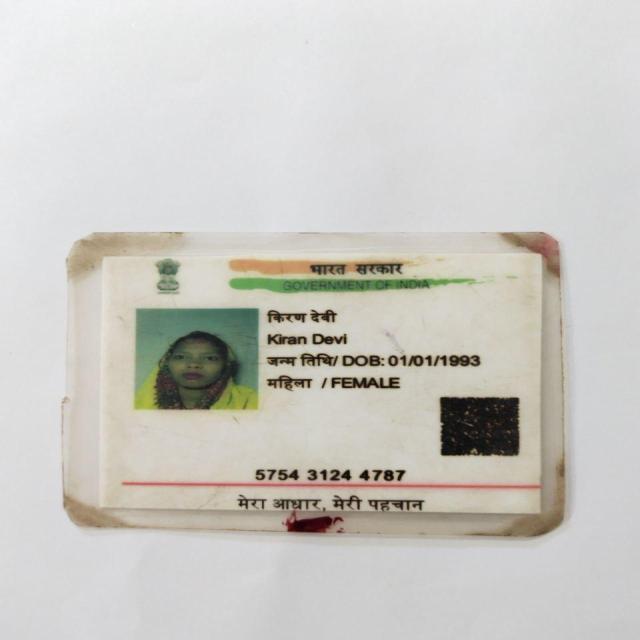 भारत सरकार
GOVERNMENT OF INDIA
किरण देवी
Kiran Devi
जन्म तिथि/ DOB: 01/01/1993
महिला / FEMALE
5754 3124 4787
मेरा आधार, मेरी पहचान